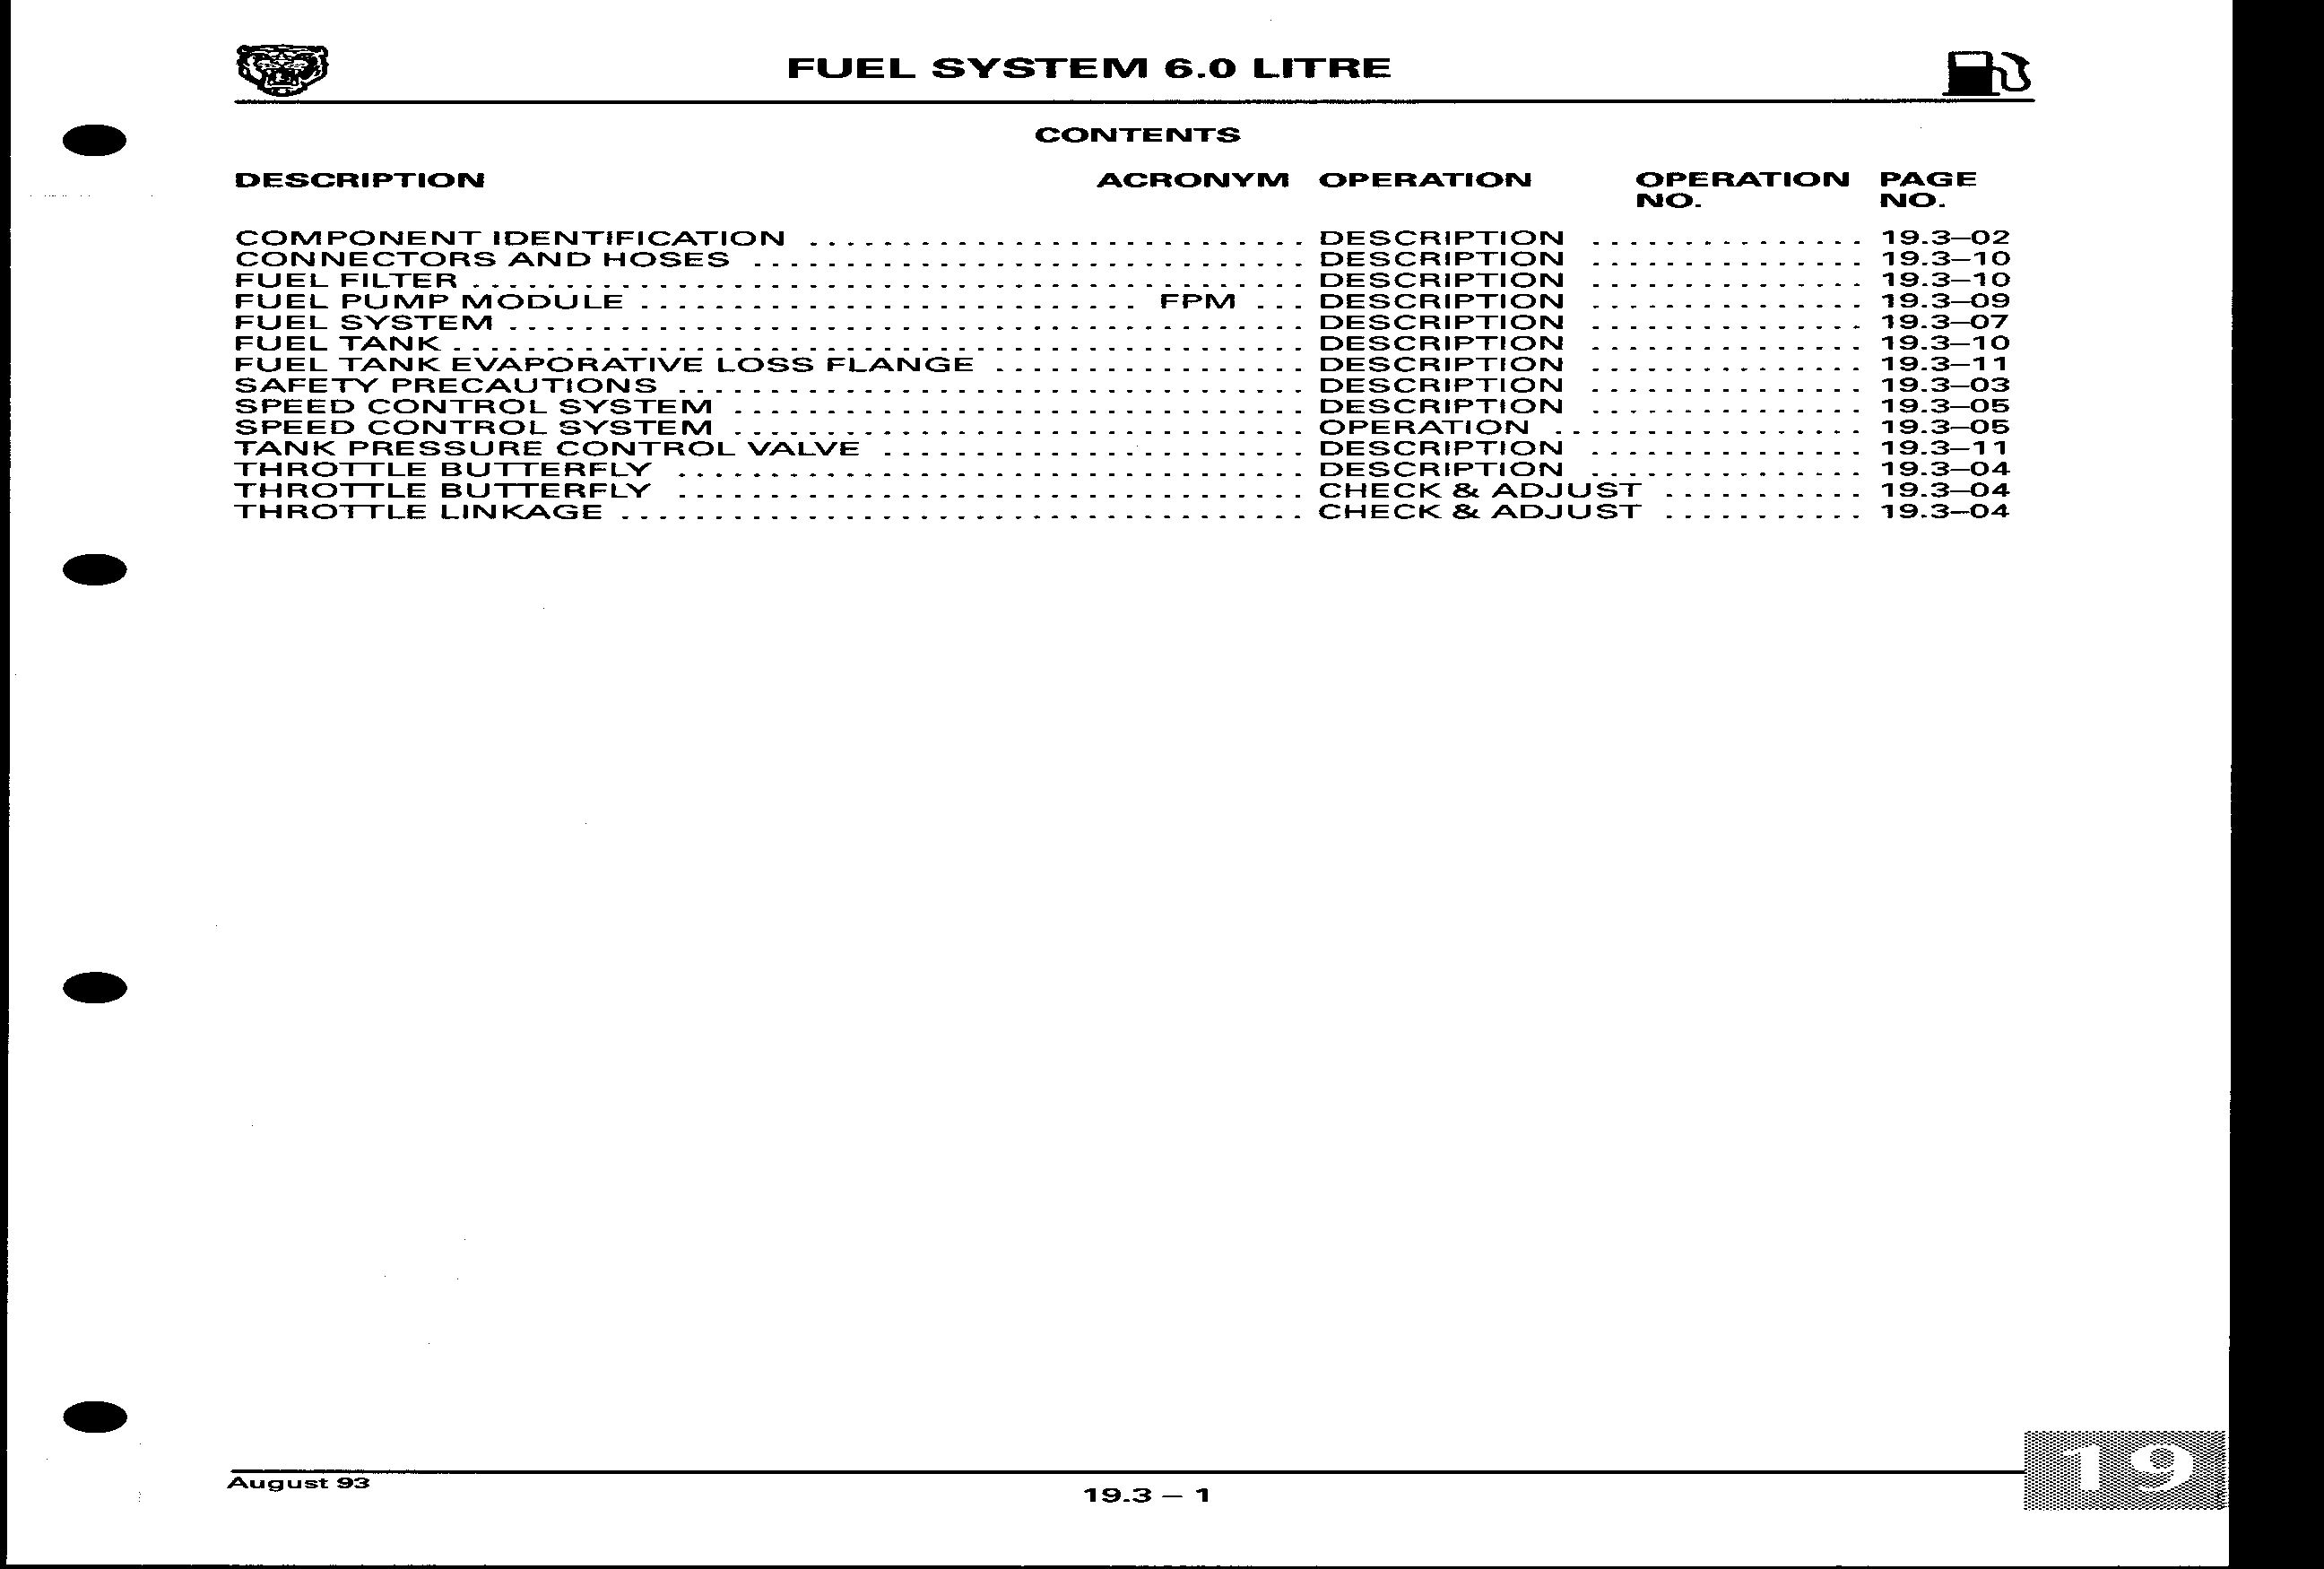 FUEL SYSTEM 6.0 LITRE
CONTENTS
DESCRIPTION ACRONYM OPERATION OPERATION NO. PAGE NO.
COMPONENT IDENTIFICATION ........................... DESCRIPTION ............... 19.3–02
CONNECTORS AND HOSES .............................. DESCRIPTION ............... 19.3–10
FUEL FILTER ............................................. DESCRIPTION ............... 19.3–10
FUEL PUMP MODULE ........................... FPM ... DESCRIPTION ............... 19.3–09
FUEL SYSTEM ........................................... DESCRIPTION ............... 19.3–07
FUEL TANK .............................................. DESCRIPTION ............... 19.3–10
FUEL TANK EVAPORATIVE LOSS FLANGE ................. DESCRIPTION ............... 19.3–11
SAFETY PRECAUTIONS .................................. DESCRIPTION ............... 19.3–03
SPEED CONTROL SYSTEM ............................... DESCRIPTION ............... 19.3–05
SPEED CONTROL SYSTEM ............................... OPERATION ................. 19.3–05
TANK PRESSURE CONTROL VALVE ....................... DESCRIPTION ............... 19.3–11
THROTTLE BUTTERFLY .................................. DESCRIPTION ............... 19.3–04
THROTTLE BUTTERFLY .................................. CHECK & ADJUST ........... 19.3–04
THROTTLE LINKAGE ..................................... CHECK & ADJUST ........... 19.3–04
August 93
19.3 – 1
19